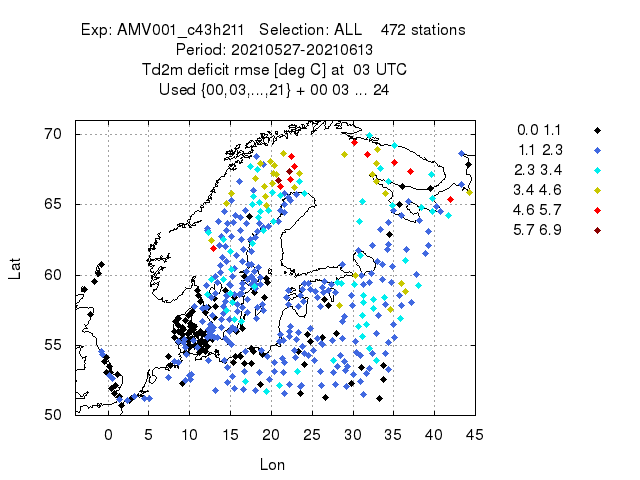 Exp: AMV001_c43h211   Selection: ALL    472 stations
Period: 20210527-20210613
Td2m deficit rmse [deg C] at  03 UTC
Used {00,03,...,21} + 00 03 ... 24
70
65
60
55
50
Lat
0 5 10 15 20 25 30 35 40 45
Lon
0.0 1.1
1.1 2.3
2.3 3.4
3.4 4.6
4.6 5.7
5.7 6.9